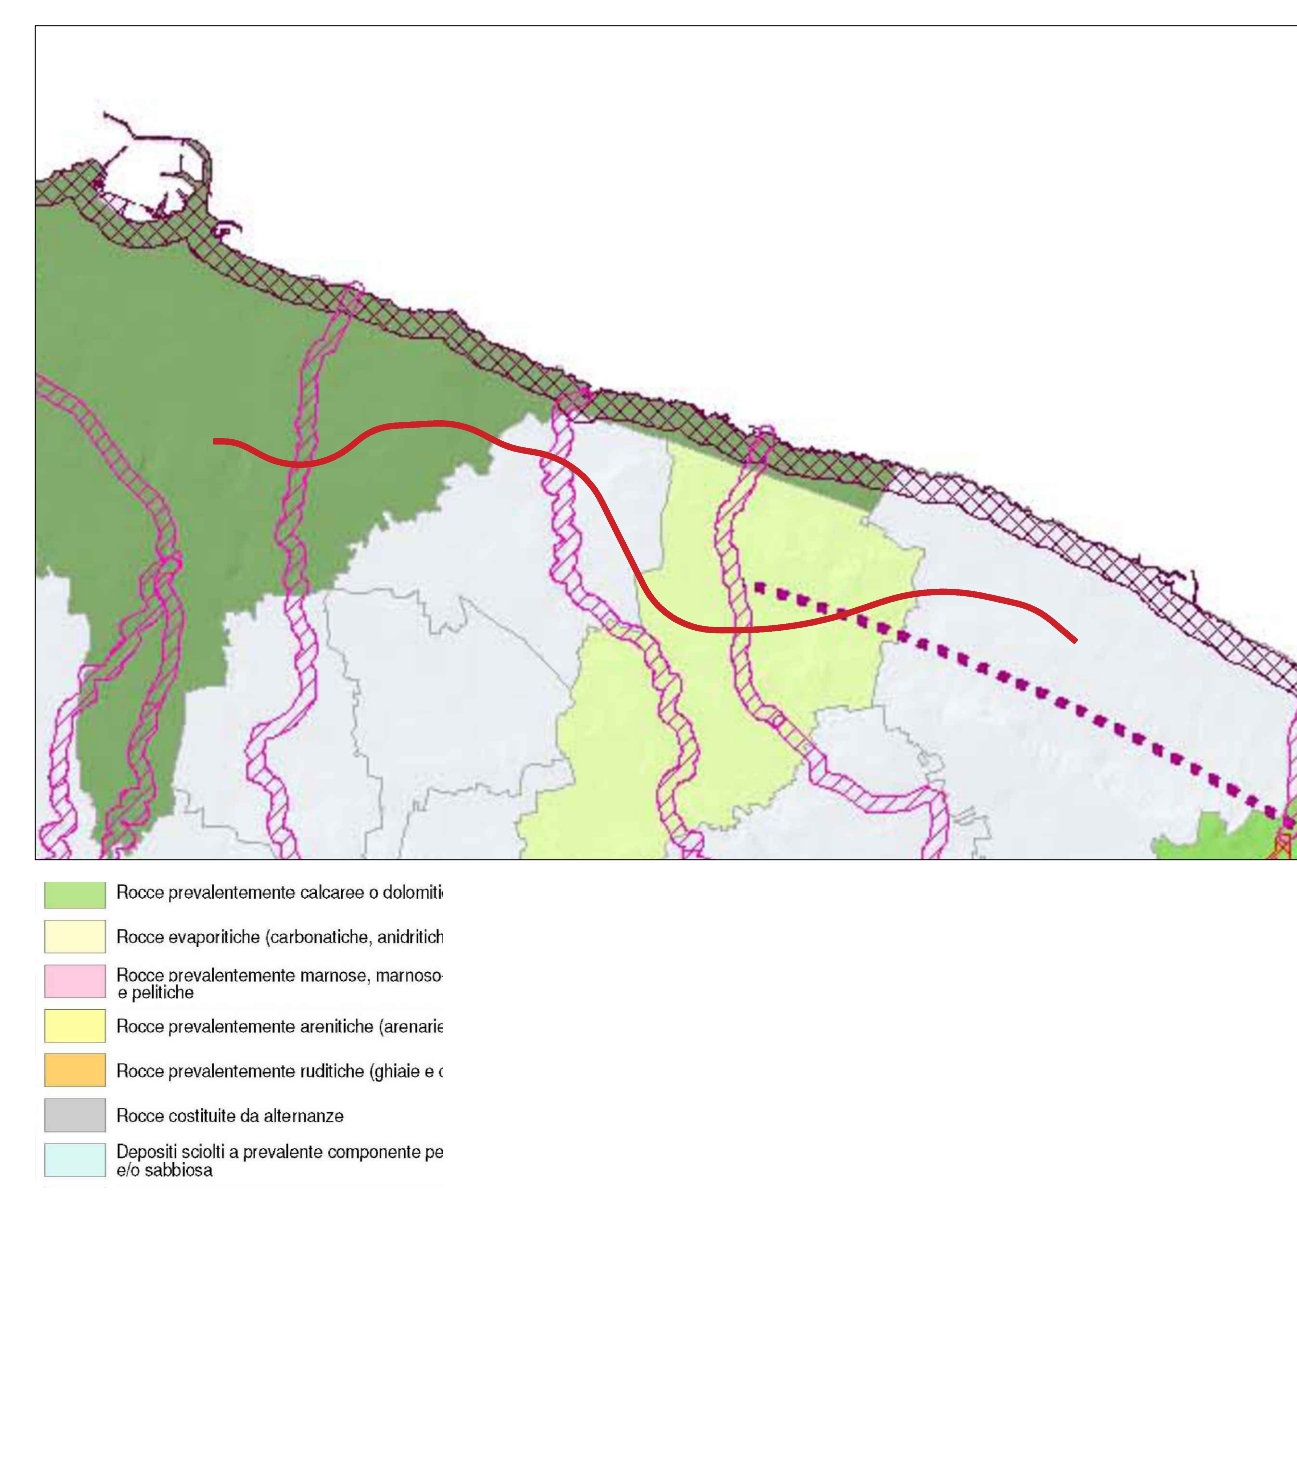 Rocce prevalentemente calcaree o dolomiti
Rocce evaporitiche (carbonatiche, anidritich
Rocce prevalentemente marnose, marnoso-
e pelitiche
Rocce prevalentemente arenitiche (arenarie
Rocce prevalentemente ruditiche (ghiaie e c
Rocce costituite da alternanze
Depositi sciolti a prevalente componente pe
e/o sabbiosa